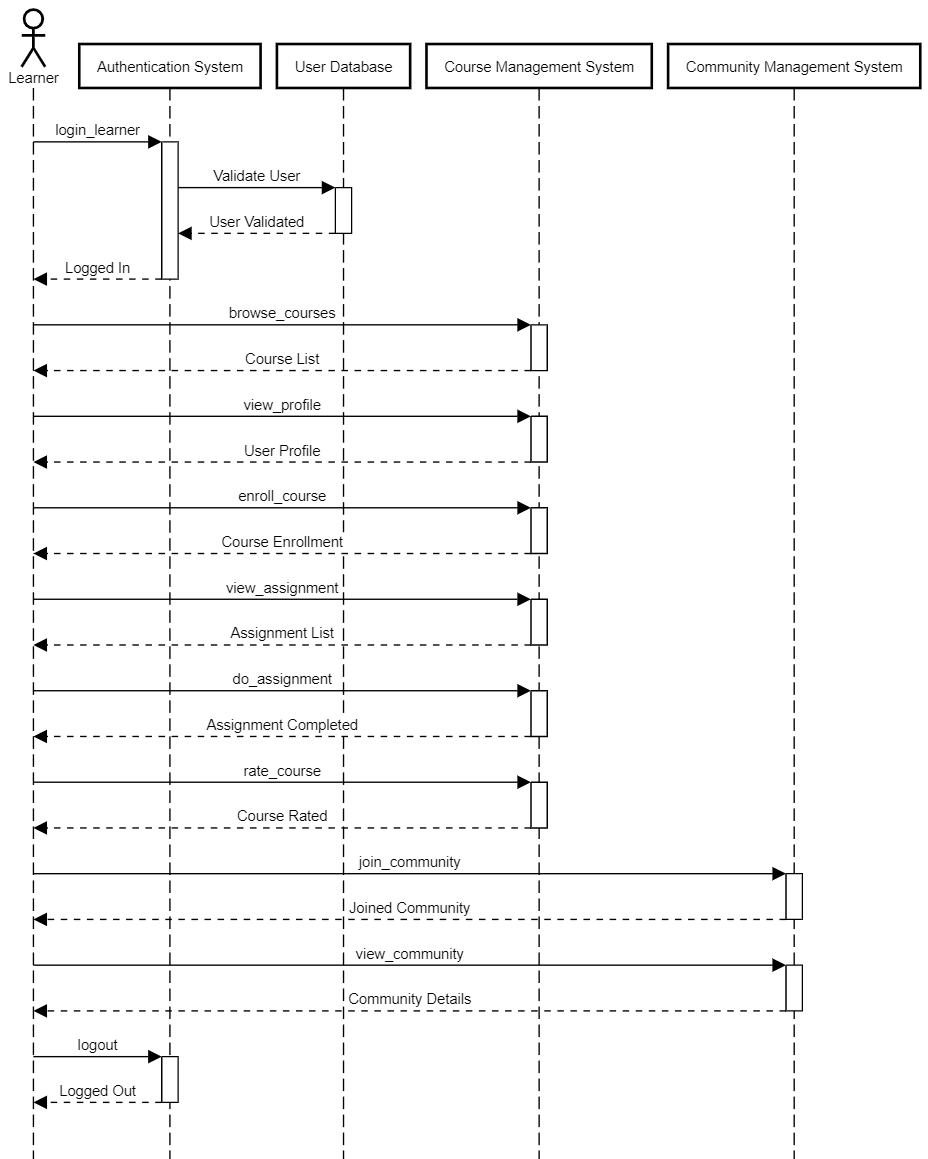 Learner
Authentication System
User Database
Course Management System
Community Management System
login_learner
Validate User
User Validated
Logged In
browse_courses
Course List
view_profile
User Profile
enroll_course
Course Enrollment
view_assignment
Assignment List
do_assignment
Assignment Completed
rate_course
Course Rated
join_community
Joined Community
view_community
Community Details
logout
Logged Out